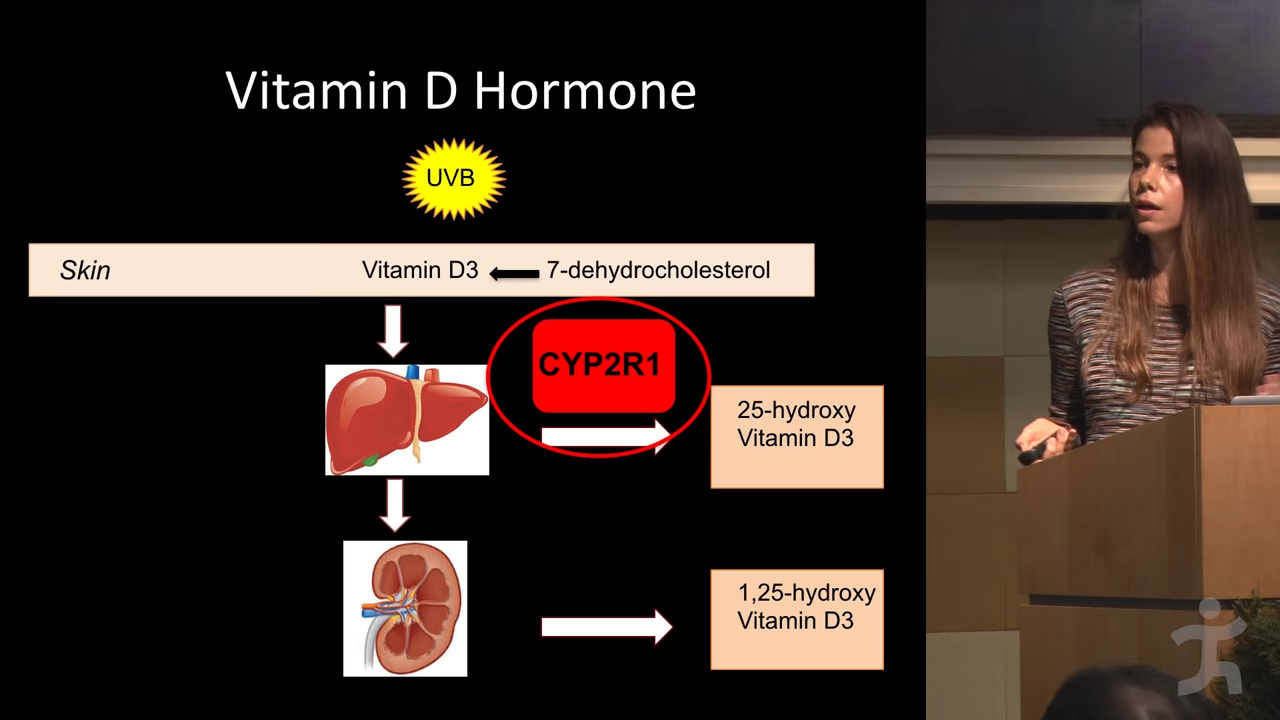 Vitamin D Hormone
UVB
Skin
Vitamin D3
7-dehydrocholesterol
CYP2R1
25-hydroxy
Vitamin D3
1,25-hydroxy
Vitamin D3